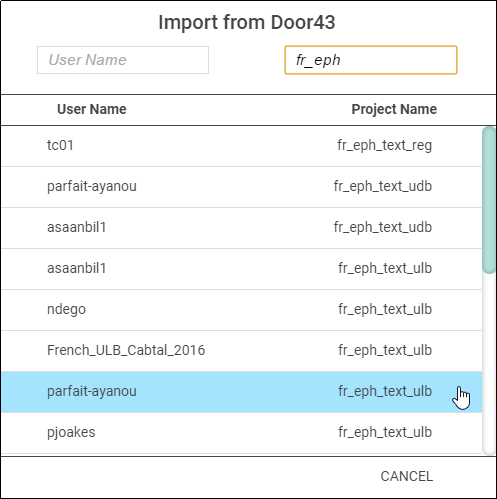 Import from Door43
User Name fr_eph
User Name Project Name
tc01 fr_eph_text_reg
parfait-ayanou fr_eph_text_udb
asaanbil1 fr_eph_text_udb
asaanbil1 fr_eph_text_ulb
ndego fr_eph_text_ulb
French_ULB_Cabtal_2016 fr_eph_text_ulb
parfait-ayanou fr_eph_text_ulb
pjoakes fr_eph_text_ulb
CANCEL